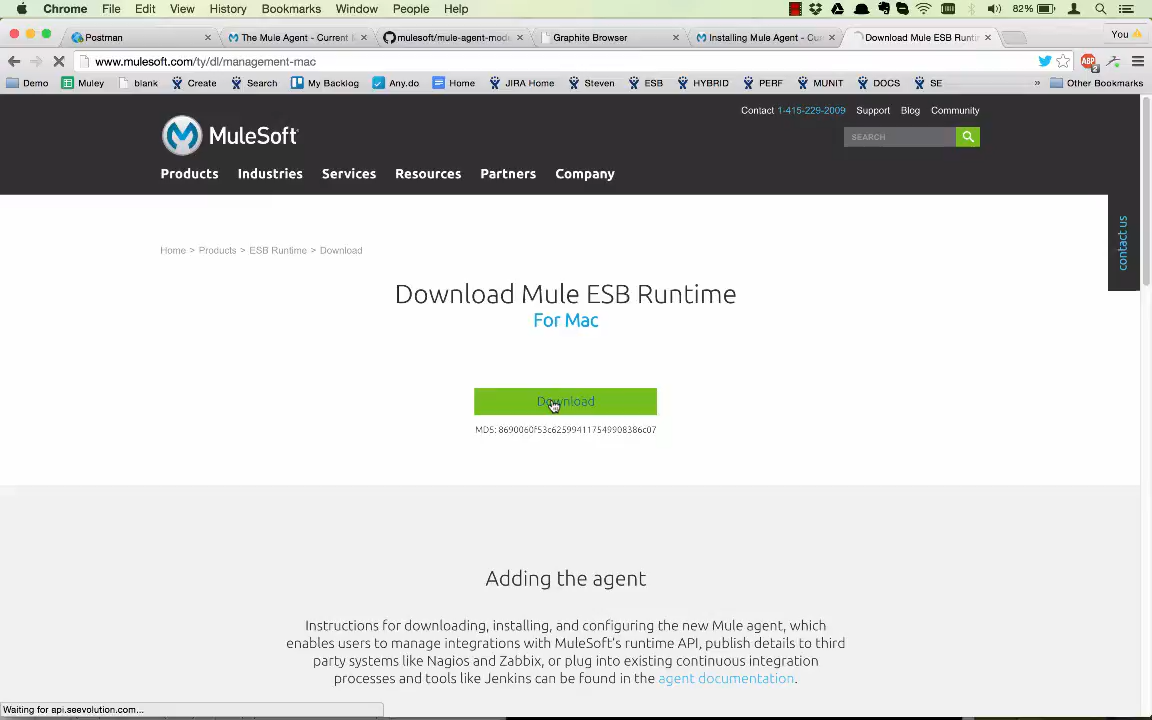 Chrome File Edit View History Bookmarks Window People Help 82%
Postman The Mule Agent - Current mulesoft/mule-agent-mod Graphite Browser Installing Mule Agent - Cu Download Mule ESB Runtim You
www.mulesoft.com/ty/dl/management-mac
Demo Muley blank Create Search My Backlog Any.do Home JIRA Home Steven ESB HYBRID PERF MUNIT DOCS SE » Other Bookmarks
Contact 1-415-229-2009 Support Blog Community
MuleSoft
SEARCH
Products Industries Services Resources Partners Company
contact us
Home > Products > ESB Runtime > Download
Download Mule ESB Runtime
For Mac
Download
MD5: 8690060f53c625994117549908386c07
Adding the agent
Instructions for downloading, installing, and configuring the new Mule agent, which
enables users to manage integrations with MuleSoft's runtime API, publish details to third
party systems like Nagios and Zabbix, or plug into existing continuous integration
processes and tools like Jenkins can be found in the agent documentation.
Waiting for api.seevolution.com...